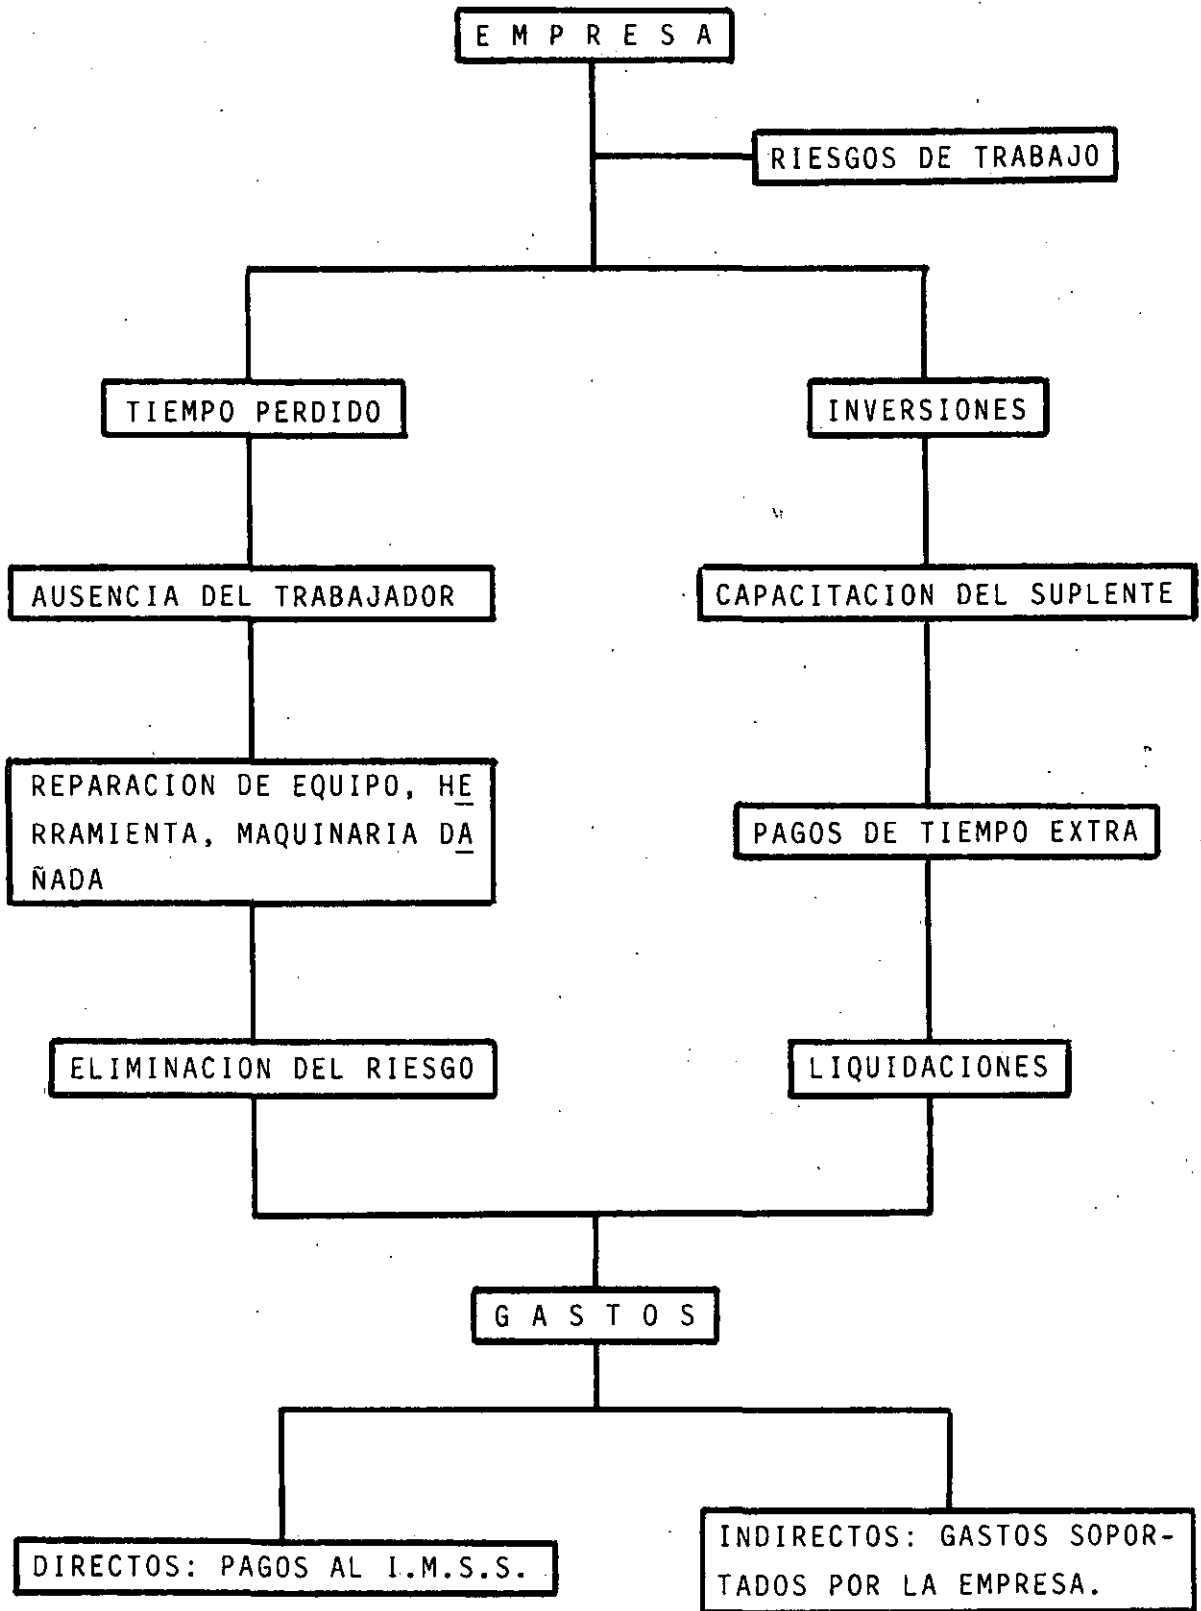 E M P R E S A
RIESGOS DE TRABAJO
TIEMPO PERDIDO
INVERSIONES
AUSENCIA DEL TRABAJADOR
CAPACITACION DEL SUPLENTE
REPARACION DE EQUIPO, HE
RRAMIENTA, MAQUINARIA DA
ÑADA
PAGOS DE TIEMPO EXTRA
ELIMINACION DEL RIESGO
LIQUIDACIONES
G A S T O S
DIRECTOS: PAGOS AL I.M.S.S.
INDIRECTOS: GASTOS SOPOR-
TADOS POR LA EMPRESA.